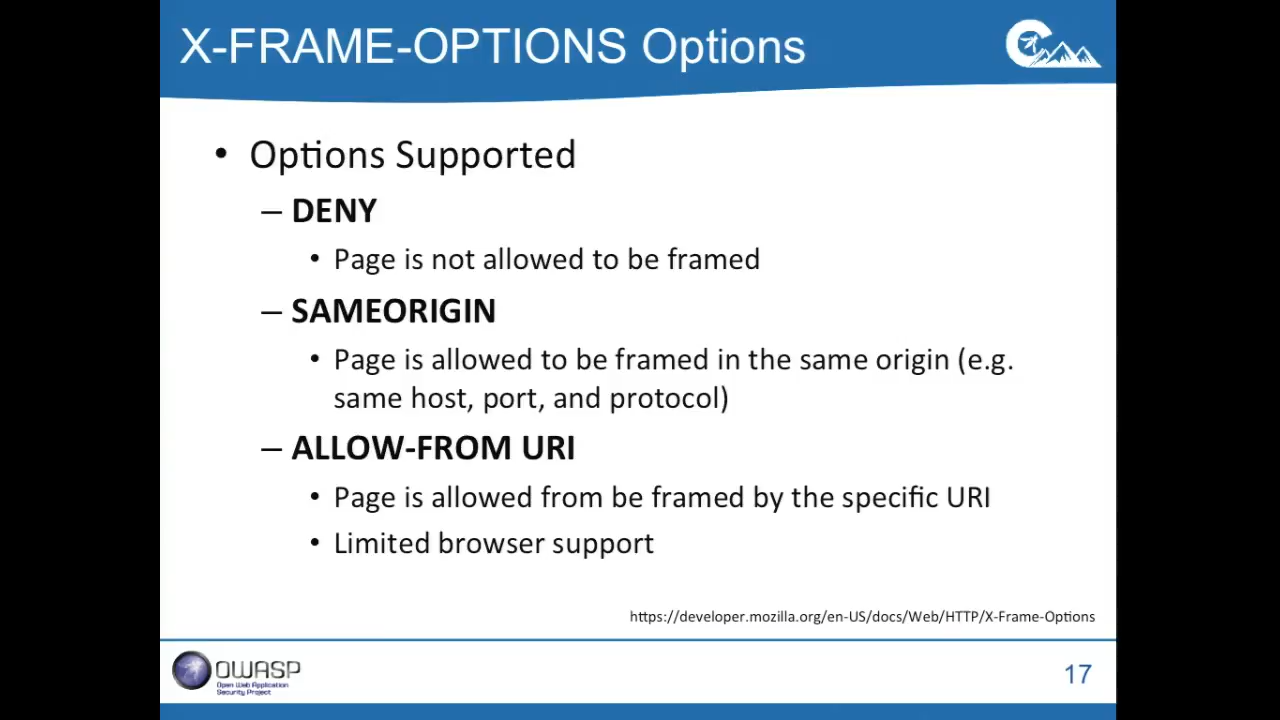 X-FRAME-OPTIONS Options
• Options Supported
– DENY
• Page is not allowed to be framed
– SAMEORIGIN
• Page is allowed to be framed in the same origin (e.g.
same host, port, and protocol)
– ALLOW-FROM URI
• Page is allowed from be framed by the specific URI
• Limited browser support
https://developer.mozilla.org/en-US/docs/Web/HTTP/X-Frame-Options
OWASP
Open Web Application
Security Project
17